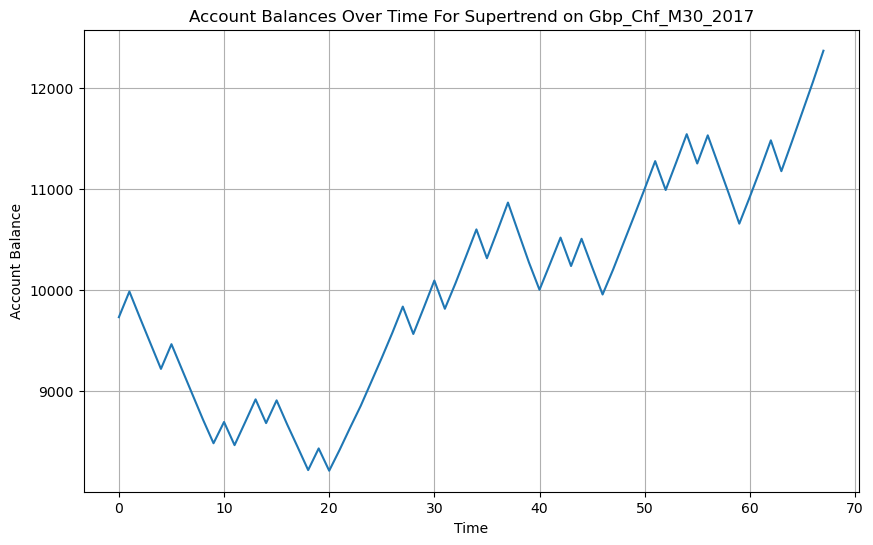 Account Balances Over Time For Supertrend on Gbp_Chf_M30_2017
12000
11000
10000
9000
Account Balance
0 10 20 30 40 50 60 70
Time